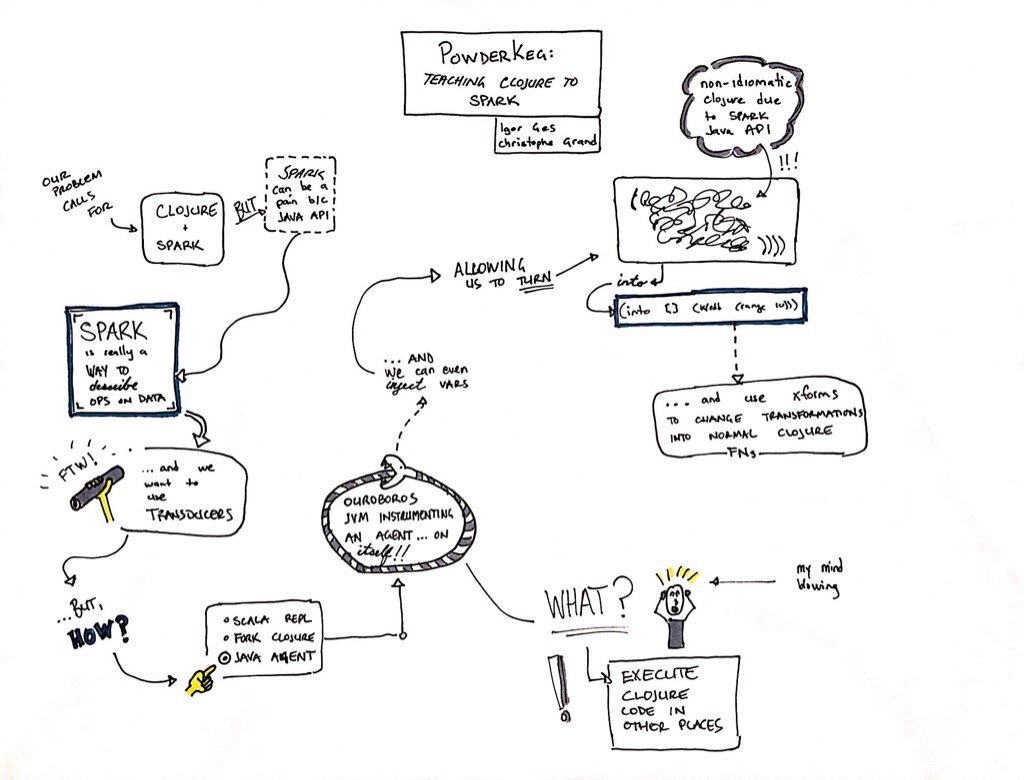 POWDERKEG:
TEACHING CLOJURE TO
SPARK
Igor Ges
christophe Grand
non-idiomatic
clojure due
to SPARK
Java API
!!!
OUR
PROBLEM
CALLS
FOR
CLOJURE
+
SPARK
BUT
SPARK
can be a
pain b/c
JAVA API
SPARK
is really a
WAY TO
describe
OPS ON DATA
FTW!
... and we
want to
use
TRANSDUCERS
...BUT,
HOW?
SCALA REPL
FORK CLOJURE
JAVA AGENT
OUROBOROS
JVM INSTRUMENTING
AN AGENT... ON
itself!!
... AND
we can even
inject VARS
ALLOWING
US TO TURN
))))
into
(into [] (range 10))
.... and use xforms
TO CHANGE TRANSFORMATIONS
INTO NORMAL CLOJURE
FNs
WHAT?
my mind
blowing
!
EXECUTE
CLOJURE
CODE IN
OTHER PLACES